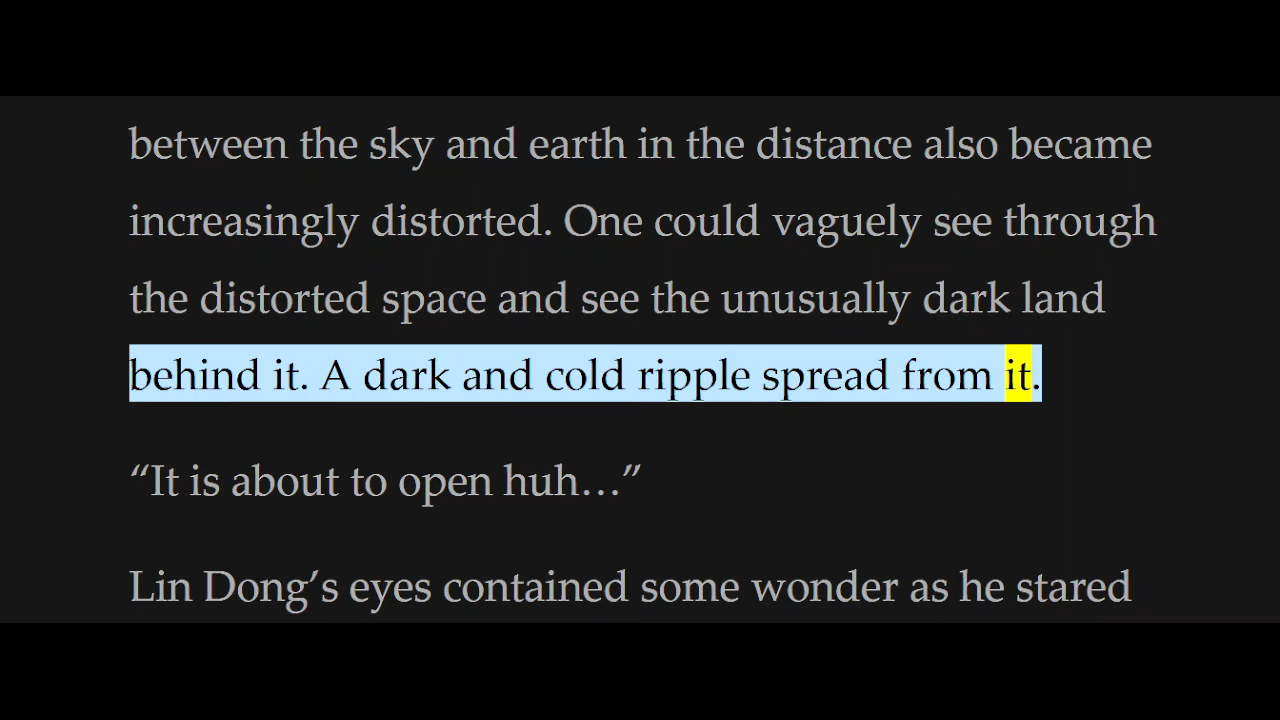 between the sky and earth in the distance also became
increasingly distorted. One could vaguely see through
the distorted space and see the unusually dark land
behind it. A dark and cold ripple spread from it.
“It is about to open huh…”
Lin Dong’s eyes contained some wonder as he stared